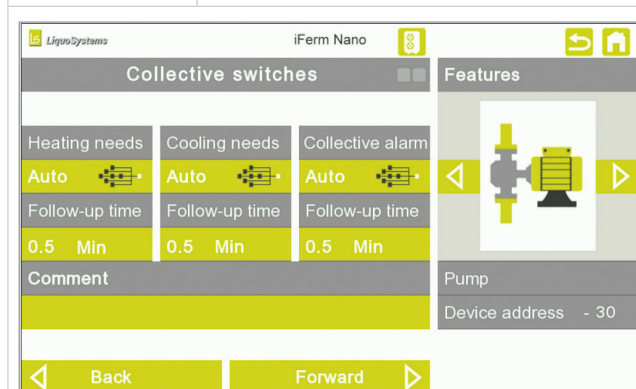 ls LiquoSystems iFerm Nano
Collective switches
Features
Heating needs Cooling needs Collective alarm
Auto Auto Auto
Follow-up time Follow-up time Follow-up time
0.5 Min 0.5 Min 0.5 Min
Comment
Pump
Device address - 30
Back Forward